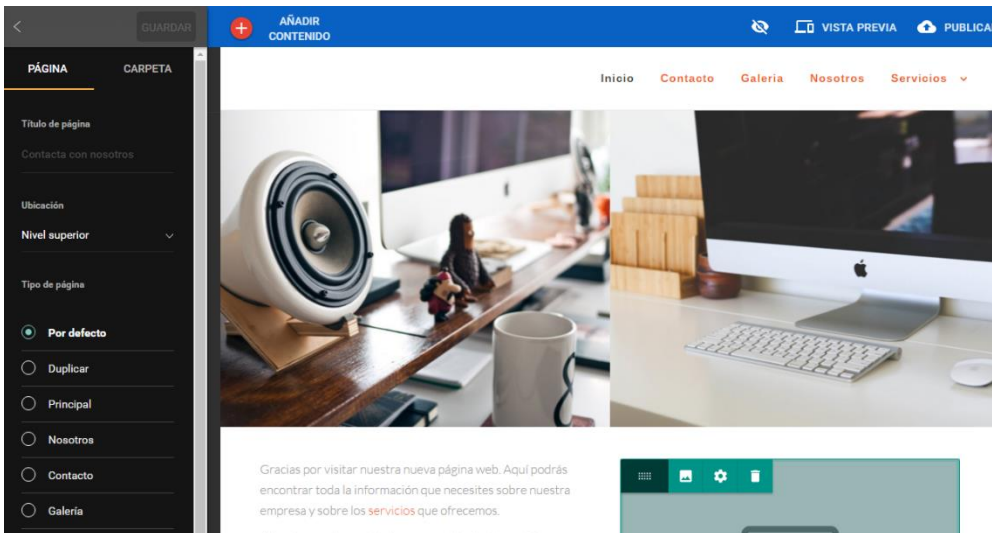 GUARDAR
AÑADIR
CONTENIDO
VISTA PREVIA
PUBLICA
PÁGINA
CARPETA
Inicio
Contacto
Galeria
Nosotros
Servicios
Título de página
Contacta con nosotros
Ubicación
Nivel superior
Tipo de página
Por defecto
Duplicar
Principal
Nosotros
Contacto
Galería
Gracias por visitar nuestra nueva página web. Aquí podrás
encontrar toda la información que necesites sobre nuestra
empresa y sobre los servicios que ofrecemos.